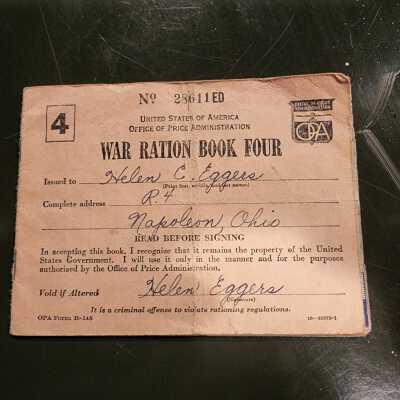 Nº 28611ED
4
UNITED STATES OF AMERICA
OFFICE OF PRICE ADMINISTRATION
OPA
WAR RATION BOOK FOUR
Issued to Helen C. Eggers
Complete address R. 4
Napoleon, Ohio
READ BEFORE SIGNING
In accepting this book, I recognize that it remains the property of the United
States Government. I will use it only in the manner and for the purposes
authorized by the Office of Price Administration.
Void if Altered Helen Eggers
(Signature)
It is a criminal offense to violate rationing regulations.
OPA Form R-145